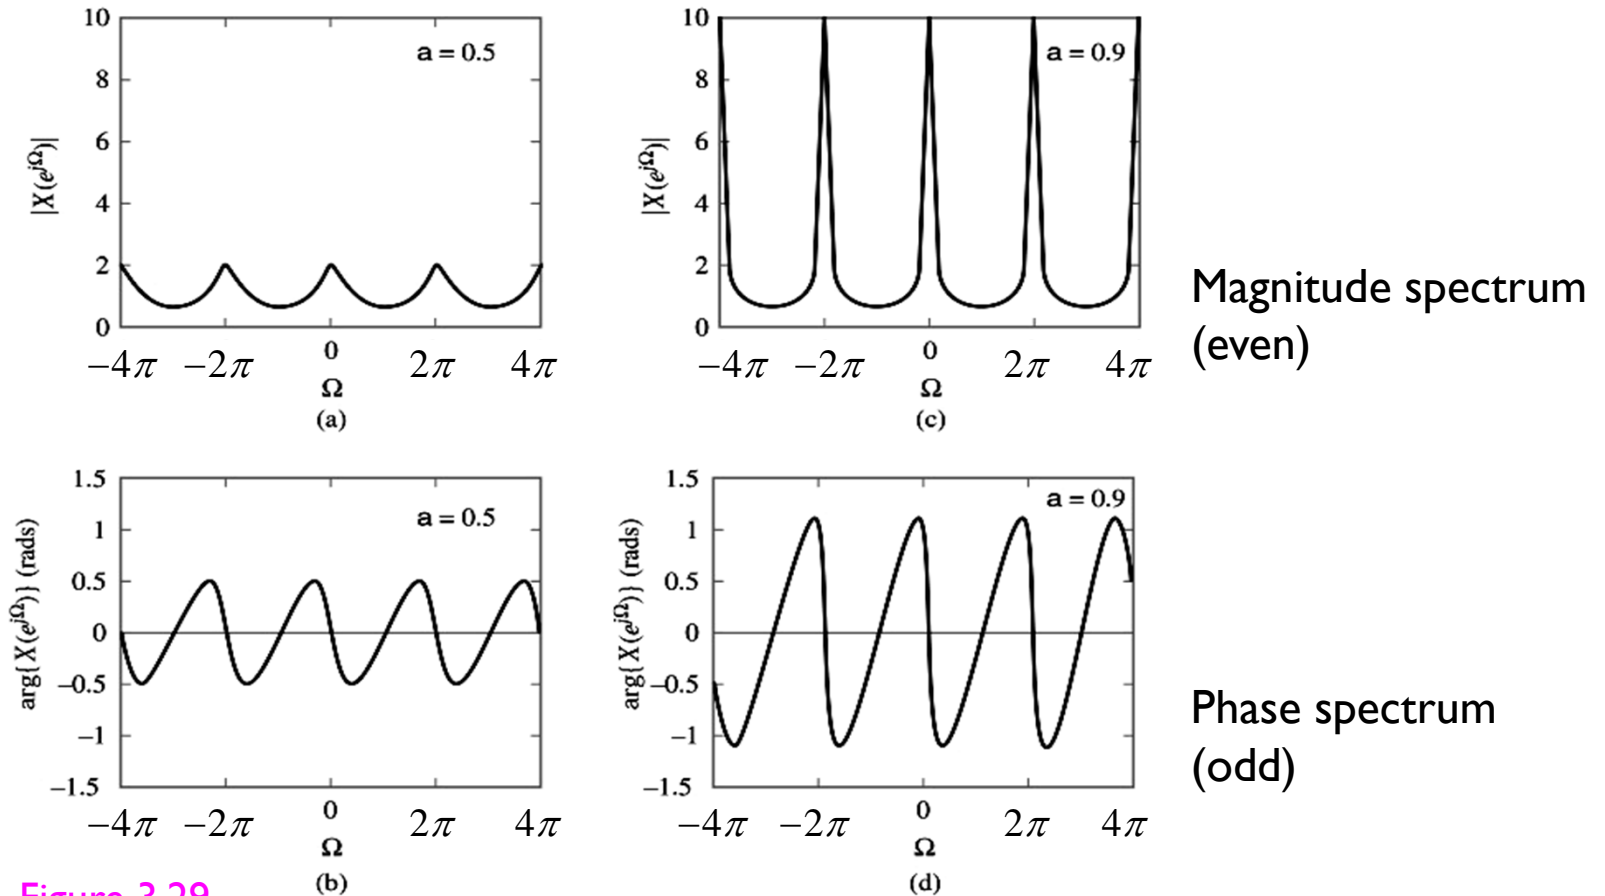 10
8
6
4
2
0
|X(e^{jΩ})|
a = 0.5
−4π −2π 0 2π 4π
Ω
(a)
10
8
6
4
2
0
|X(e^{jΩ})|
a = 0.9
−4π −2π 0 2π 4π
Ω
(c)
Magnitude spectrum
(even)
1.5
1
0.5
0
−0.5
−1
−1.5
arg{X(e^{jΩ})} (rads)
a = 0.5
−4π −2π 0 2π 4π
Ω
(b)
1.5
1
0.5
0
−0.5
−1
−1.5
arg{X(e^{jΩ})} (rads)
a = 0.9
−4π −2π 0 2π 4π
Ω
(d)
Phase spectrum
(odd)
Figure 3.29